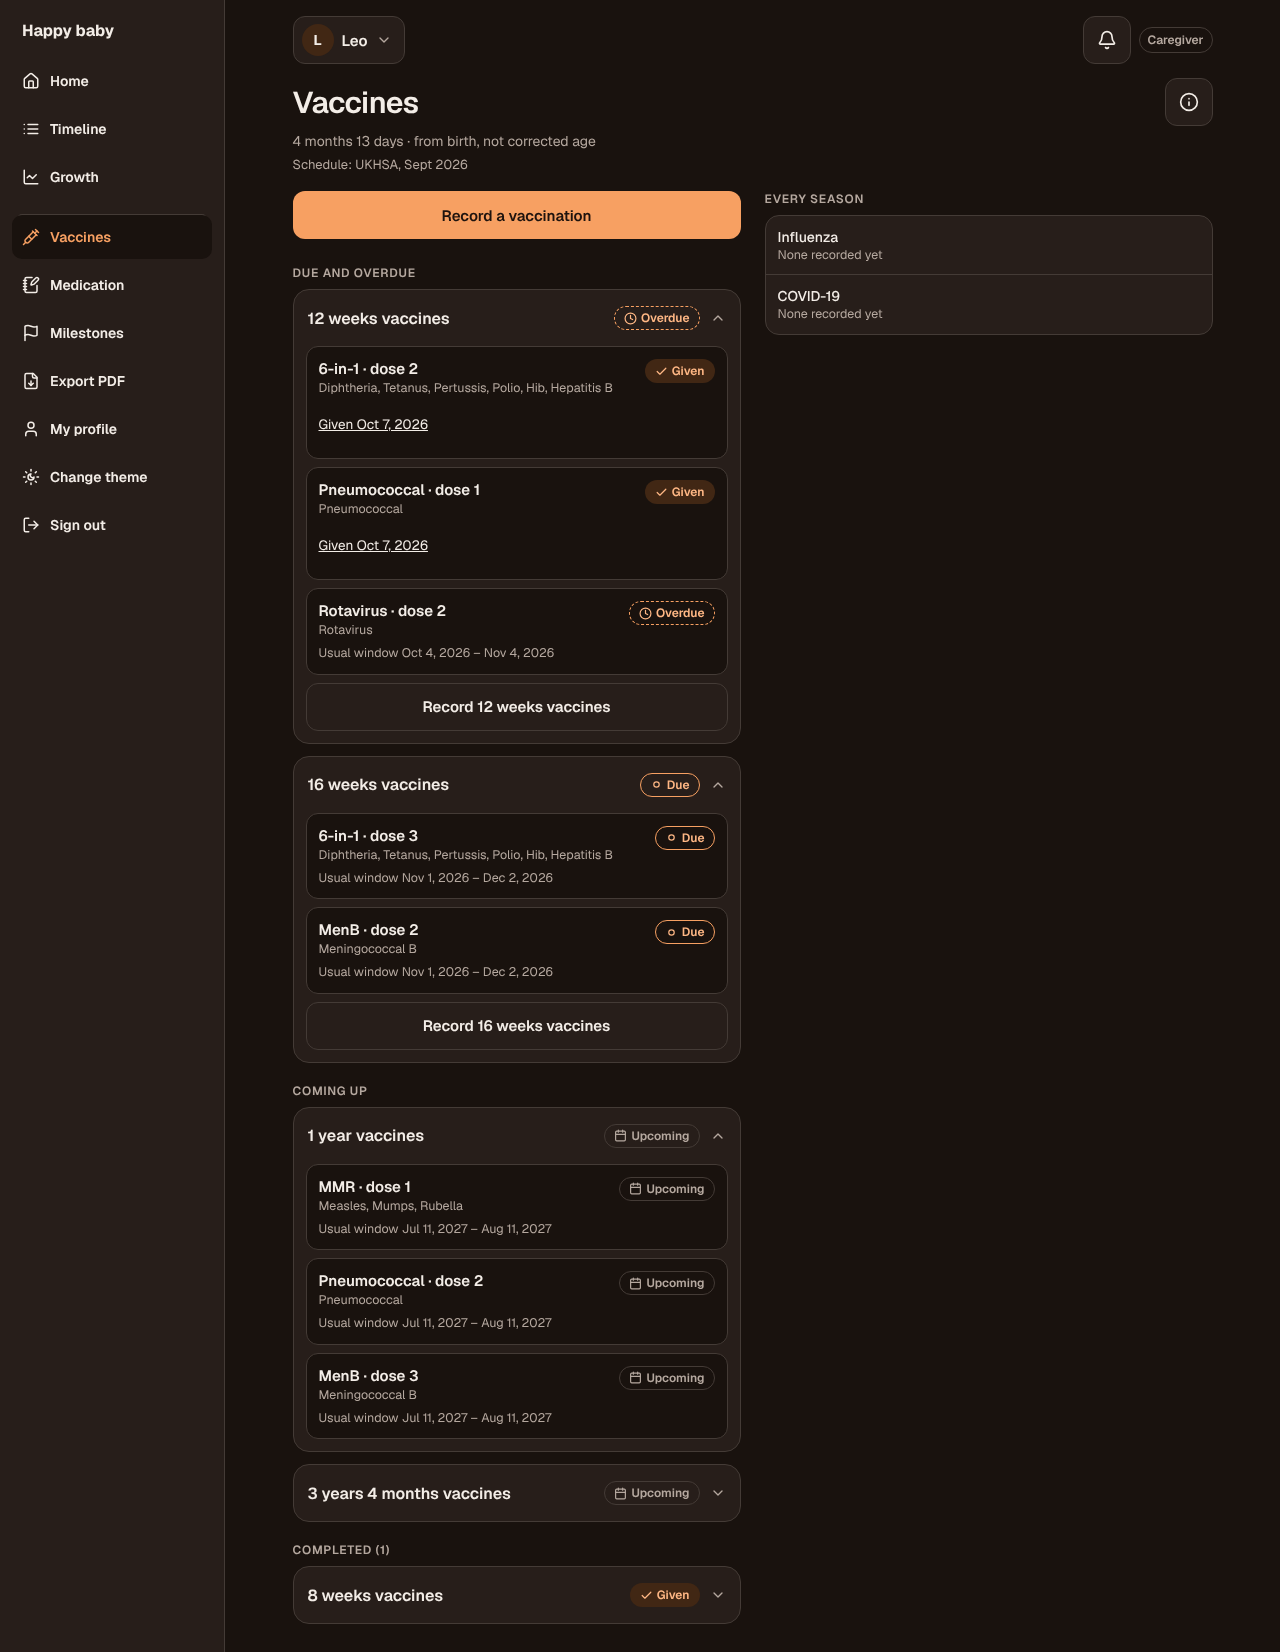 Happy baby
Home
Timeline
Growth
Vaccines
Medication
Milestones
Export PDF
My profile
Change theme
Sign out
L Leo
Caregiver
Vaccines
4 months 13 days · from birth, not corrected age
Schedule: UKHSA, Sept 2026
Record a vaccination
DUE AND OVERDUE
12 weeks vaccines Overdue
6-in-1 · dose 2 Given
Diphtheria, Tetanus, Pertussis, Polio, Hib, Hepatitis B
Given Oct 7, 2026
Pneumococcal · dose 1 Given
Pneumococcal
Given Oct 7, 2026
Rotavirus · dose 2 Overdue
Rotavirus
Usual window Oct 4, 2026 – Nov 4, 2026
Record 12 weeks vaccines
16 weeks vaccines Due
6-in-1 · dose 3 Due
Diphtheria, Tetanus, Pertussis, Polio, Hib, Hepatitis B
Usual window Nov 1, 2026 – Dec 2, 2026
MenB · dose 2 Due
Meningococcal B
Usual window Nov 1, 2026 – Dec 2, 2026
Record 16 weeks vaccines
COMING UP
1 year vaccines Upcoming
MMR · dose 1 Upcoming
Measles, Mumps, Rubella
Usual window Jul 11, 2027 – Aug 11, 2027
Pneumococcal · dose 2 Upcoming
Pneumococcal
Usual window Jul 11, 2027 – Aug 11, 2027
MenB · dose 3 Upcoming
Meningococcal B
Usual window Jul 11, 2027 – Aug 11, 2027
3 years 4 months vaccines Upcoming
COMPLETED (1)
8 weeks vaccines Given
EVERY SEASON
Influenza
None recorded yet
COVID-19
None recorded yet